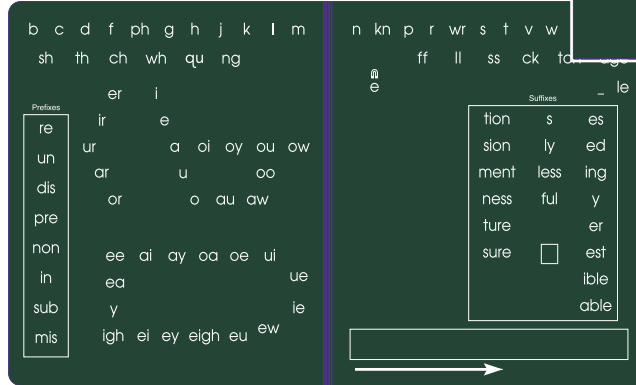 b c d f ph g h j k l m
sh th ch wh qu ng
er i
Prefixes
ir e
re
ur a oi oy ou ow
un
ar u oo
dis
or o au aw
pre
non
ee ai ay oa oe ui
in
ea ue
sub
y ie
mis
igh ei ey eigh eu ew
n kn p r wr s t v w
ff ll ss ck
e
_ le
Suffixes
tion s es
sion ly ed
ment less ing
ness ful y
ture er
sure est
ible
able